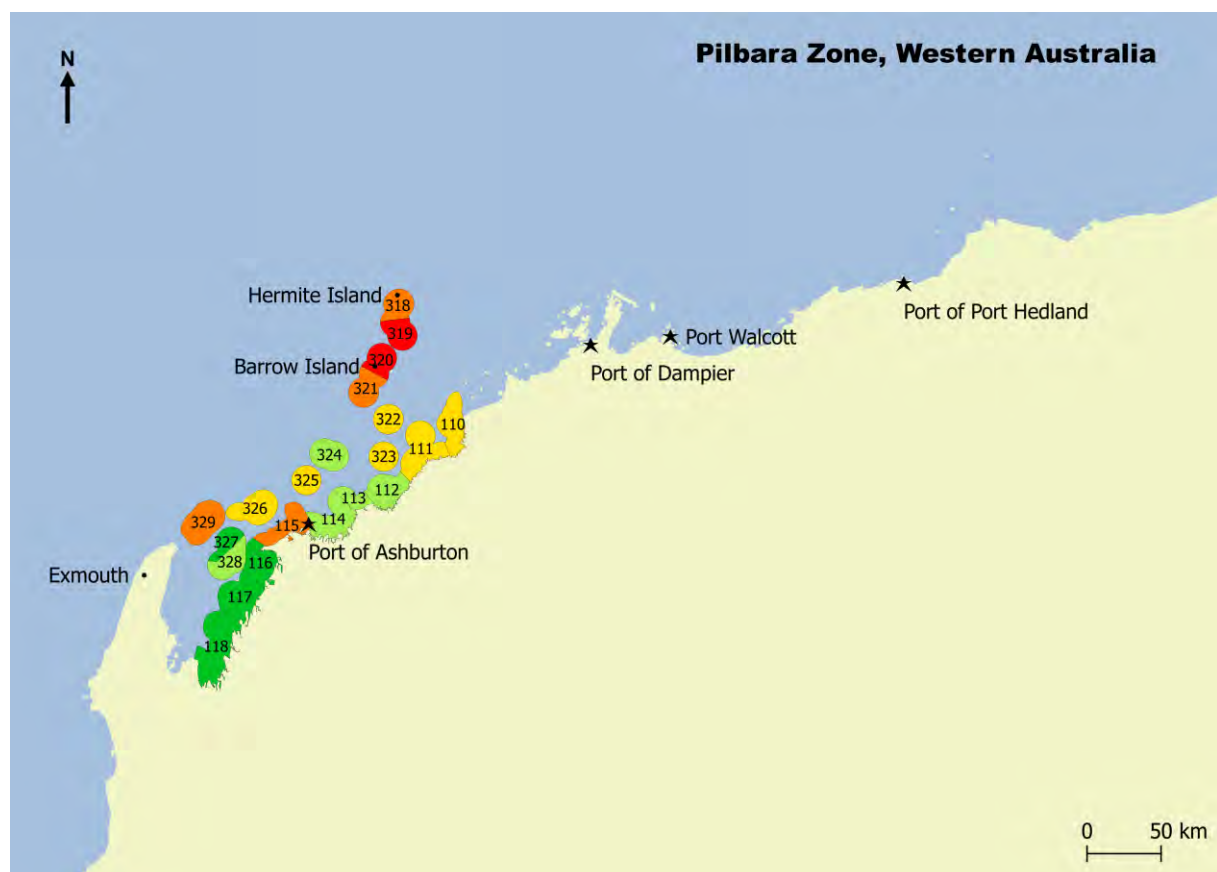 Pilbara Zone, Western Australia
N
Hermite Island
318
319
320
Barrow Island
321
322
110
111
323
324
325
112
113
326
329
115
114
327
Port of Ashburton
328
116
Exmouth
117
118
Port of Port Hedland
Port Walcott
Port of Dampier
0 50 km